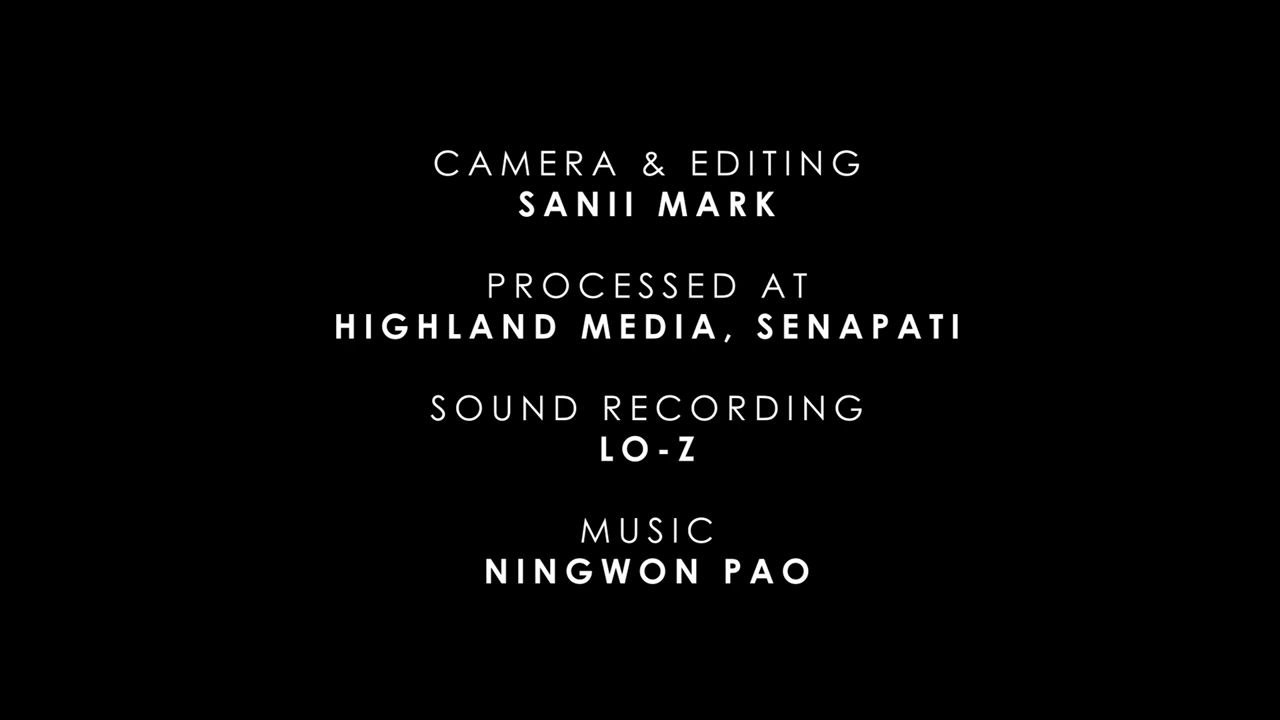 CAMERA & EDITING
SANII MARK
PROCESSED AT
HIGHLAND MEDIA, SENAPATI
SOUND RECORDING
LO-Z
MUSIC
NINGWON PAO